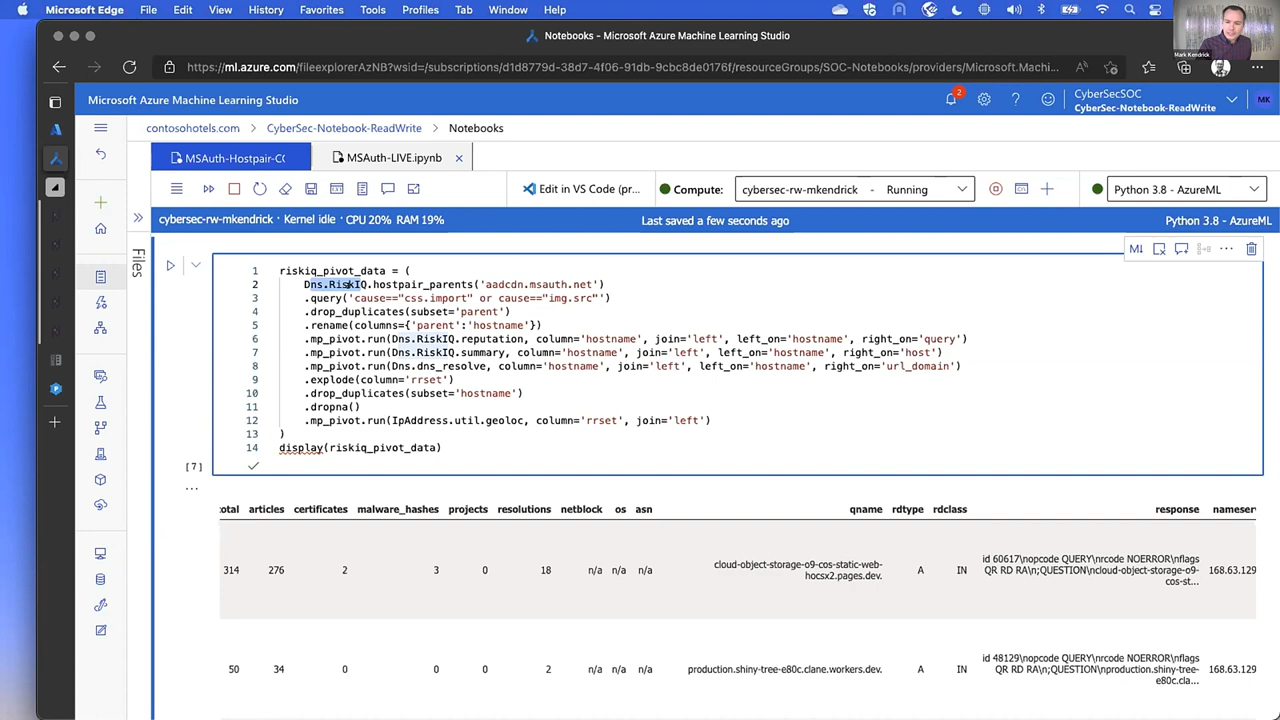 Microsoft Edge File Edit View History Favorites Tools Profiles Tab Window Help
Mark Kendrick
Notebooks - Microsoft Azure Machine Learning Studio
https://ml.azure.com/fileexplorerAzNB?wsid=/subscriptions/d1d8779d-38d7-4f06-91db-9cbc8de0176f/resourceGroups/SOC-Notebooks/providers/Microsoft.Machi...
Microsoft Azure Machine Learning Studio
2
CyberSecSOC
CyberSec-Notebook-ReadWrite
MK
contosohotels.com > CyberSec-Notebook-ReadWrite > Notebooks
MSAuth-Hostpair-CC
MSAuth-LIVE.ipynb
Edit in VS Code (pr...
Compute:
cybersec-rw-mkendrick - Running
Python 3.8 - AzureML
cybersec-rw-mkendrick · Kernel idle · CPU 20% RAM 19%
Last saved a few seconds ago
Python 3.8 - AzureML
Files
1 riskiq_pivot_data = (
2 Dns.RiskIQ.hostpair_parents('aadcdn.msauth.net')
3 .query('cause=="css.import" or cause=="img.src"')
4 .drop_duplicates(subset='parent')
5 .rename(columns={'parent':'hostname'})
6 .mp_pivot.run(Dns.RiskIQ.reputation, column='hostname', join='left', left_on='hostname', right_on='query')
7 .mp_pivot.run(Dns.RiskIQ.summary, column='hostname', join='left', left_on='hostname', right_on='host')
8 .mp_pivot.run(Dns.dns_resolve, column='hostname', join='left', left_on='hostname', right_on='url_domain')
9 .explode(column='rrset')
10 .drop_duplicates(subset='hostname')
11 .dropna()
12 .mp_pivot.run(IpAddress.util.geoloc, column='rrset', join='left')
13 )
14 display(riskiq_pivot_data)
[7]
...
otal articles certificates malware_hashes projects resolutions netblock os asn qname rdtype rdclass response nameserv
314 276 2 3 0 18 n/a n/a n/a cloud-object-storage-o9-cos-static-web-
hocsx2.pages.dev. A IN id 60617\nopcode QUERY\nrcode NOERROR\nflags
QR RD RA\n;QUESTION\ncloud-object-storage-o9-
cos-st... 168.63.129
50 34 0 0 0 2 n/a n/a n/a production.shiny-tree-e80c.clane.workers.dev. A IN id 48129\nopcode QUERY\nrcode NOERROR\nflags
QR RD RA\n;QUESTION\nproduction.shiny-tree-
e80c.cla... 168.63.129